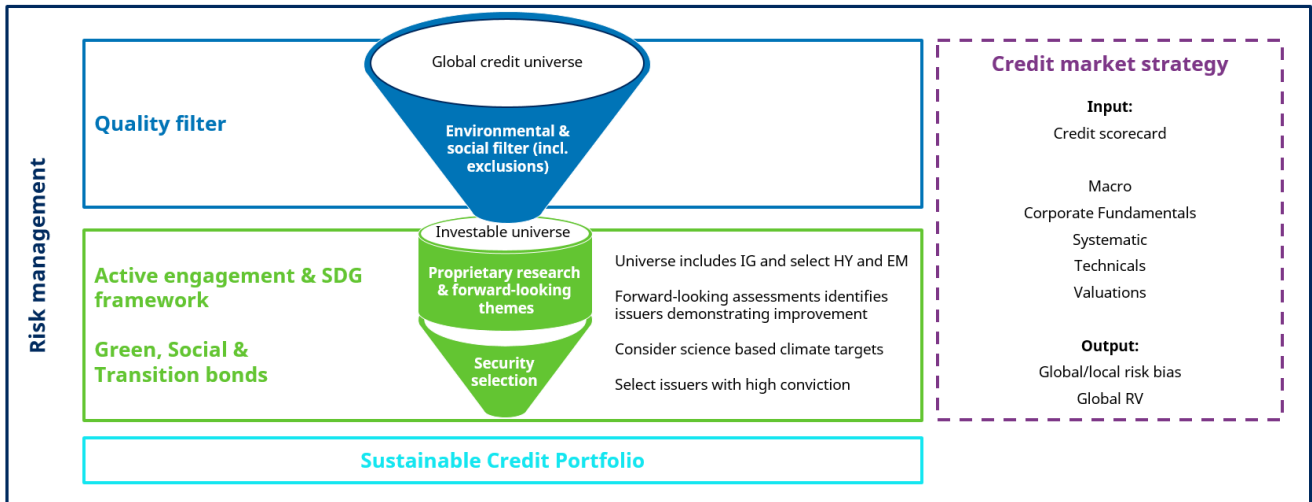 Risk management
Quality filter
Global credit universe
Environmental &
social filter (incl.
exclusions)
Active engagement & SDG
framework
Green, Social &
Transition bonds
Investable universe
Proprietary research
& forward-looking
themes
Security
selection
Universe includes IG and select HY and EM
Forward-looking assessments identifies
issuers demonstrating improvement
Consider science based climate targets
Select issuers with high conviction
Sustainable Credit Portfolio
Credit market strategy
Input:
Credit scorecard
Macro
Corporate Fundamentals
Systematic
Technicals
Valuations
Output:
Global/local risk bias
Global RV